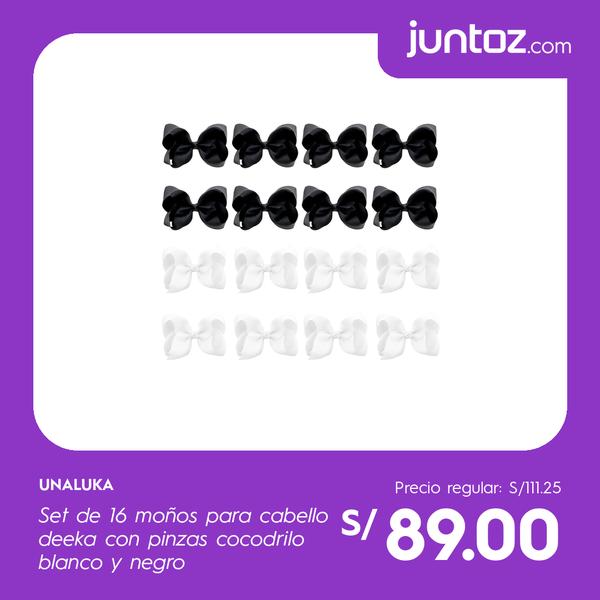 juntoz.com
UNALUKA
Set de 16 moños para cabello
deeka con pinzas cocodrilo
blanco y negro
Precio regular: S/111.25
S/89.00